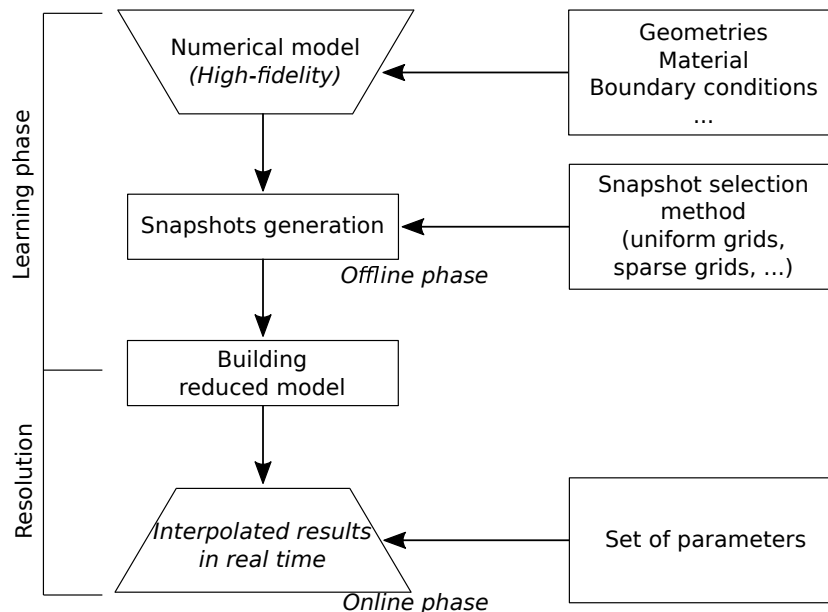 Numerical model
(High-fidelity)
Geometries
Material
Boundary conditions
...
Learning phase
Snapshots generation
Snapshot selection
method
(uniform grids,
sparse grids, ...)
Offline phase
Building
reduced model
Resolution
Interpolated results
in real time
Set of parameters
Online phase